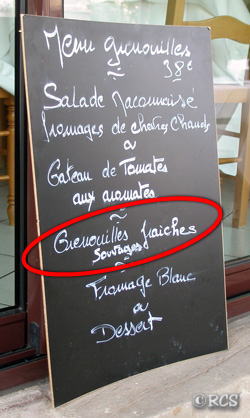 Menu Grenouilles
38€
Salade Maconnaise
fromages de chèvres Chauds
ou
Gateau de Tomates
aux aromates
~
Grenouilles fraiches
Sauvages
~
Fromage Blanc
ou
Dessert
© RCS